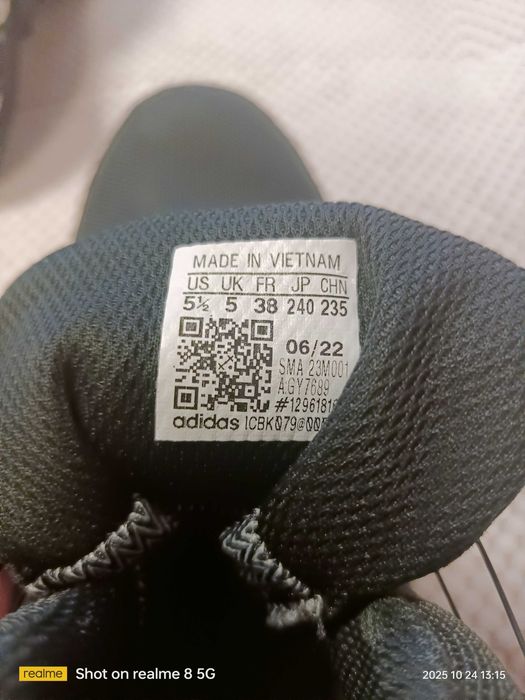 MADE IN VIETNAM
US UK FR JP CHN
5½ 5 38 240 235
06/22
SMA 23M001
A:GY7689
adidas
realme Shot on realme 8 5G
2025 10 24 13:15